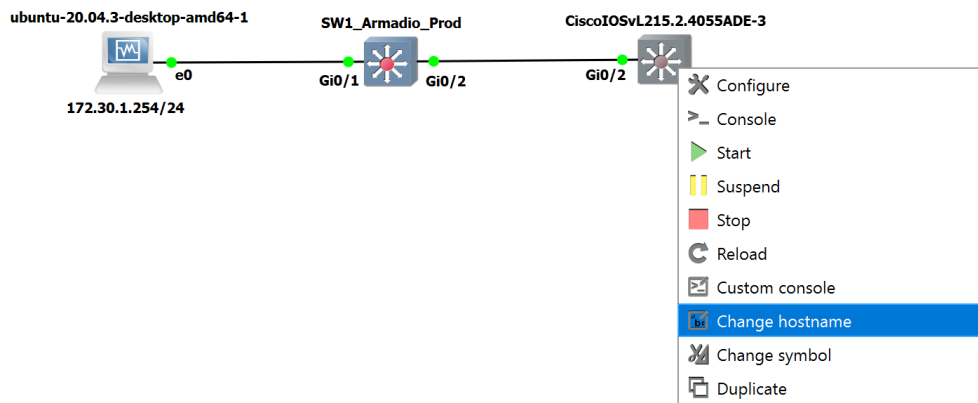 ubuntu-20.04.3-desktop-amd64-1
SW1_Armadio_Prod
CiscoIOSvL215.2.4055ADE-3
e0
Gi0/1
Gi0/2
Gi0/2
172.30.1.254/24
Configure
Console
Start
Suspend
Stop
Reload
Custom console
Change hostname
Change symbol
Duplicate